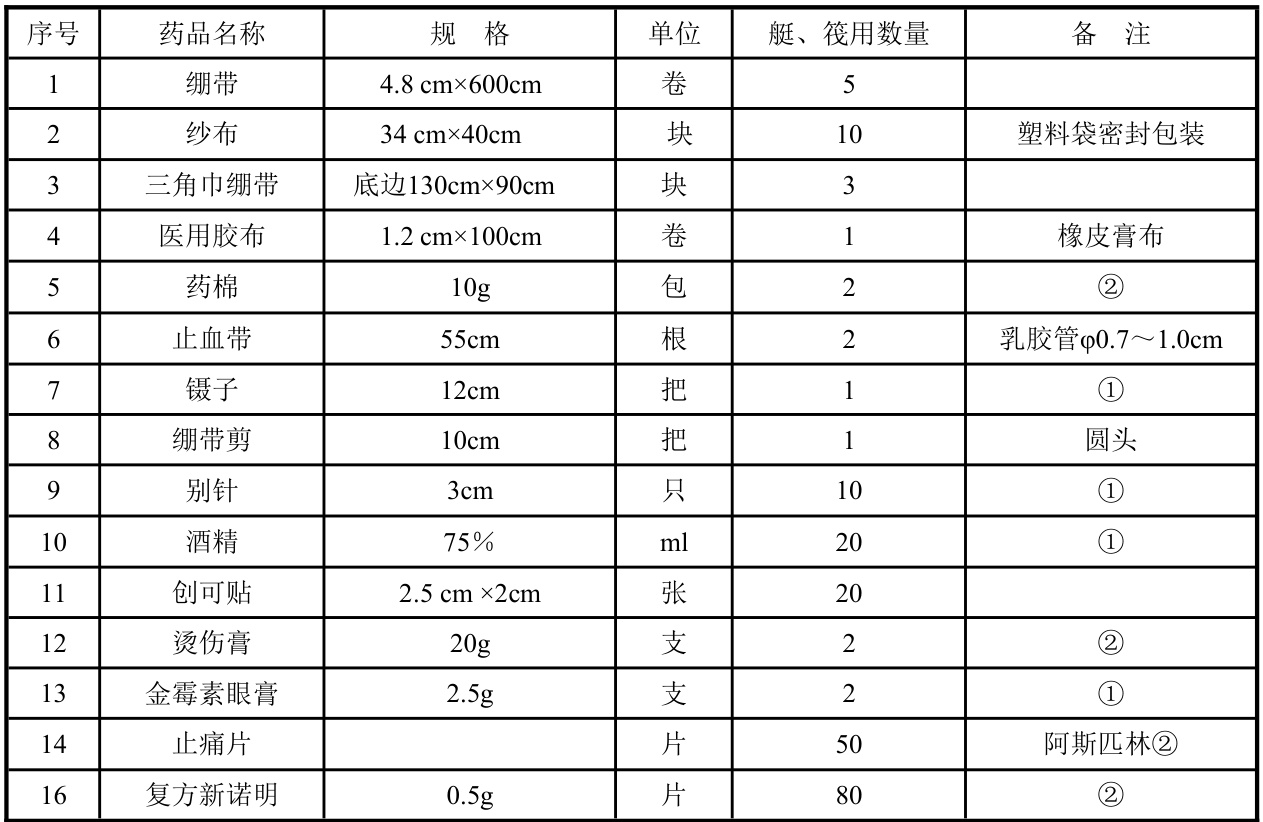 序号 药品名称 规 格 单位 艇、筏用数量 备 注
1 绷带 4.8 cm×600cm 卷 5
2 纱布 34 cm×40cm 块 10 塑料袋密封包装
3 三角巾绷带 底边130cm×90cm 块 3
4 医用胶布 1.2 cm×100cm 卷 1 橡皮膏布
5 药棉 10g 包 2 ②
6 止血带 55cm 根 2 乳胶管φ0.7～1.0cm
7 镊子 12cm 把 1 ①
8 绷带剪 10cm 把 1 圆头
9 别针 3cm 只 10 ①
10 酒精 75% ml 20 ①
11 创可贴 2.5 cm ×2cm 张 20
12 烫伤膏 20g 支 2 ②
13 金霉素眼膏 2.5g 支 2 ①
14 止痛片 片 50 阿斯匹林②
16 复方新诺明 0.5g 片 80 ②